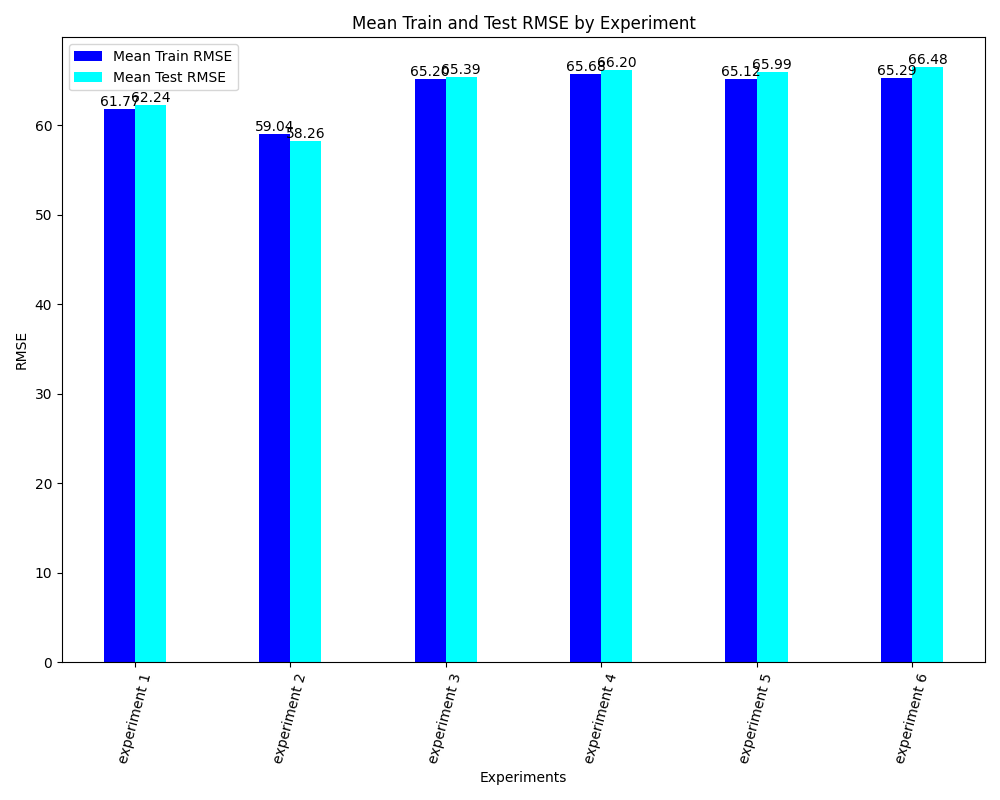 Mean Train and Test RMSE by Experiment
Mean Train RMSE
Mean Test RMSE
61.77
62.24
59.04
58.26
65.20
65.39
65.68
66.20
65.12
65.99
65.29
66.48
RMSE
60
50
40
30
20
10
0
experiment 1
experiment 2
experiment 3
experiment 4
experiment 5
experiment 6
Experiments